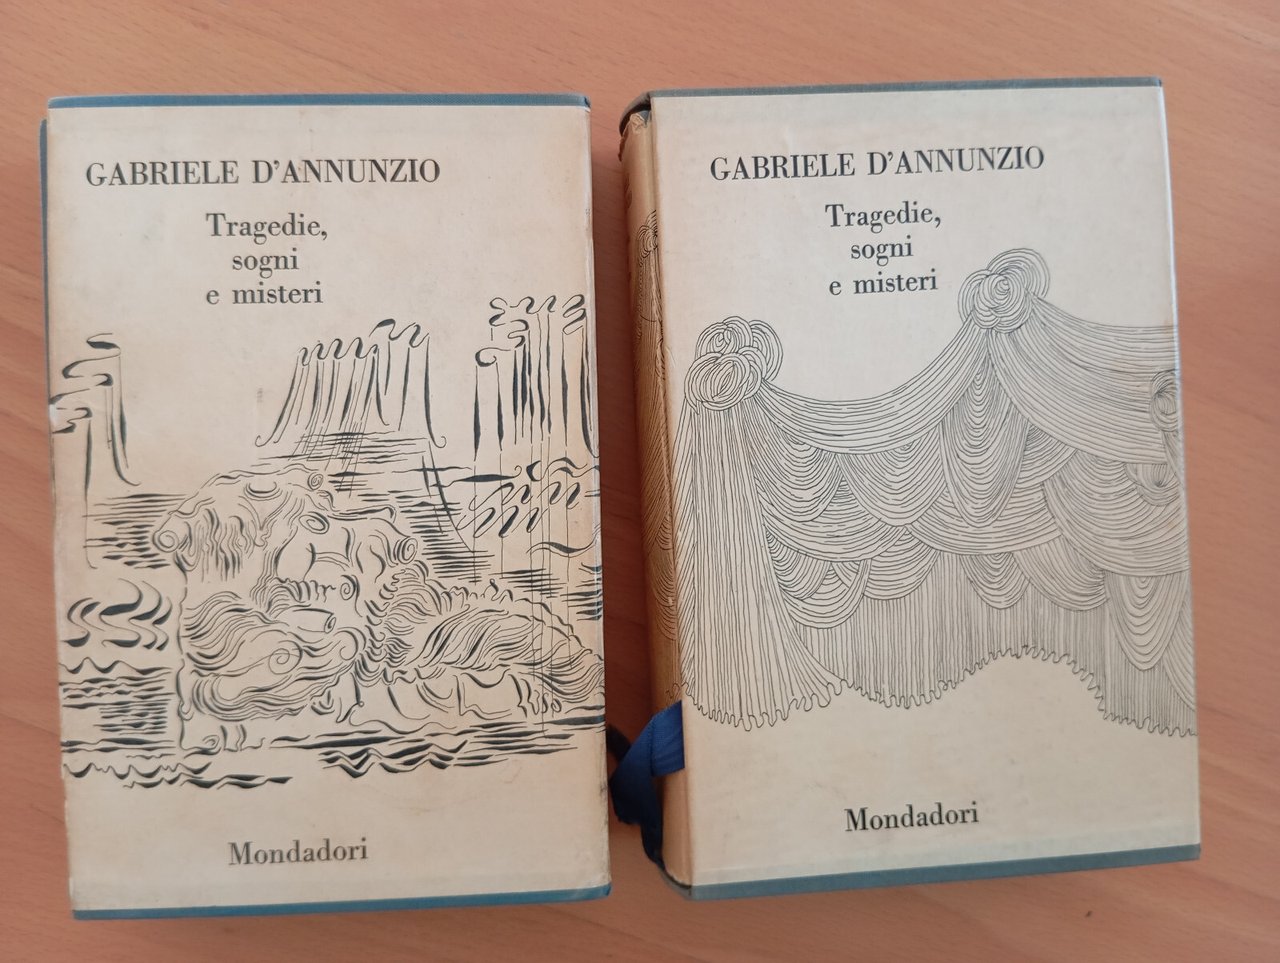 GABRIELE D'ANNUNZIO
Tragedie,
sogni
e misteri
Mondadori
GABRIELE D'ANNUNZIO
Tragedie,
sogni
e misteri
Mondadori